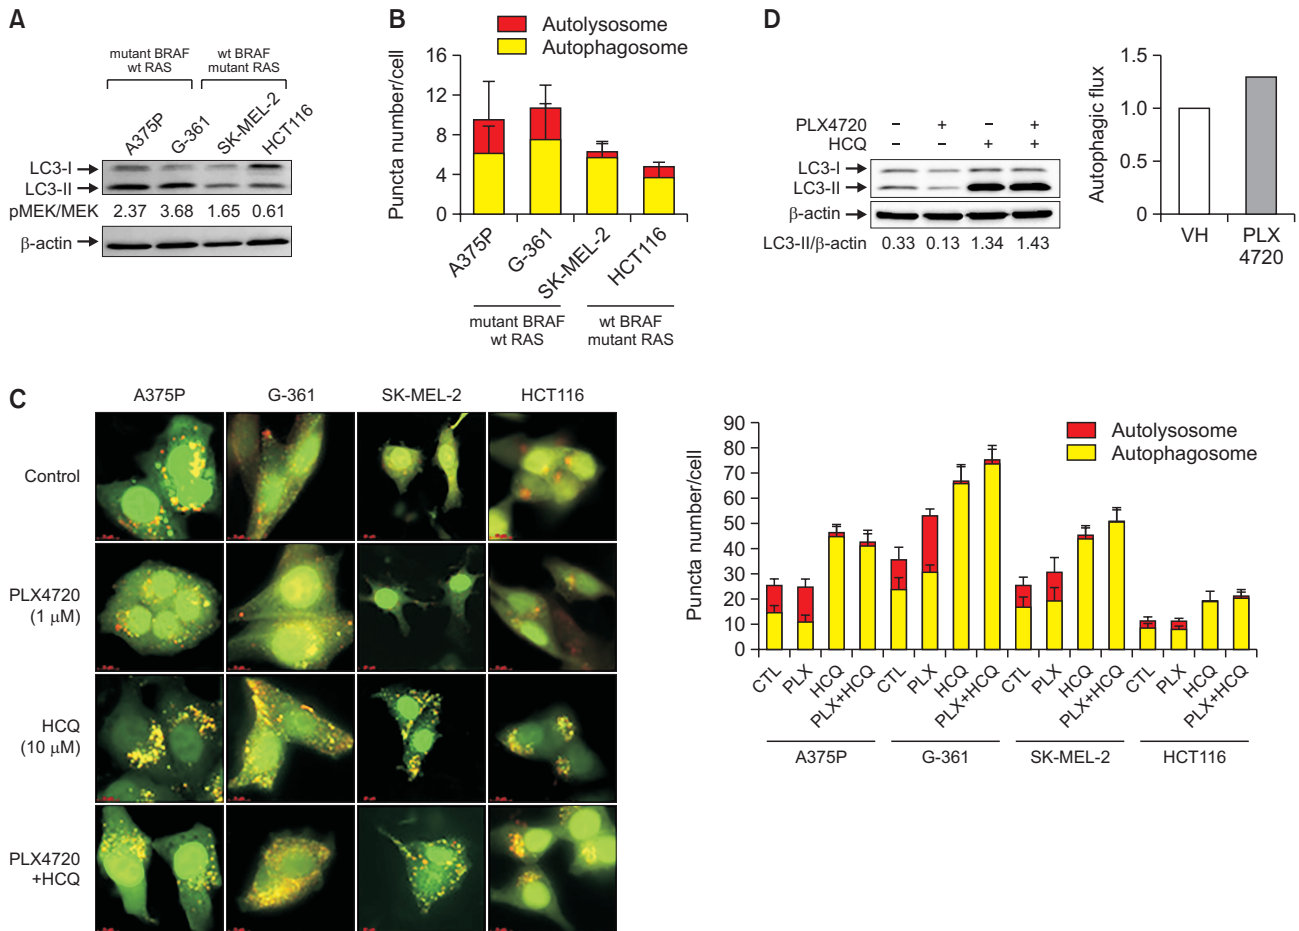 A
mutant BRAF
wt RAS
wt BRAF
mutant RAS
A375P
G-361
SK-MEL-2
HCT116
LC3-I
LC3-II
pMEK/MEK 2.37 3.68 1.65 0.61
β-actin
B
Autolysosome
Autophagosome
Puncta number/cell
16
12
8
4
0
A375P
G-361
SK-MEL-2
HCT116
mutant BRAF
wt RAS
wt BRAF
mutant RAS
D
PLX4720 – + – +
HCQ – – + +
LC3-I
LC3-II
β-actin
LC3-II/β-actin 0.33 0.13 1.34 1.43
Autophagic flux
1.5
1.0
0.5
0
VH
PLX
4720
C
A375P G-361 SK-MEL-2 HCT116
Control
PLX4720
(1 μM)
HCQ
(10 μM)
PLX4720
+HCQ
Autolysosome
Autophagosome
Puncta number/cell
90
80
70
60
50
40
30
20
10
0
CTL
PLX
HCQ
PLX+HCQ
CTL
PLX
HCQ
PLX+HCQ
CTL
PLX
HCQ
PLX+HCQ
CTL
PLX
HCQ
PLX+HCQ
A375P
G-361
SK-MEL-2
HCT116